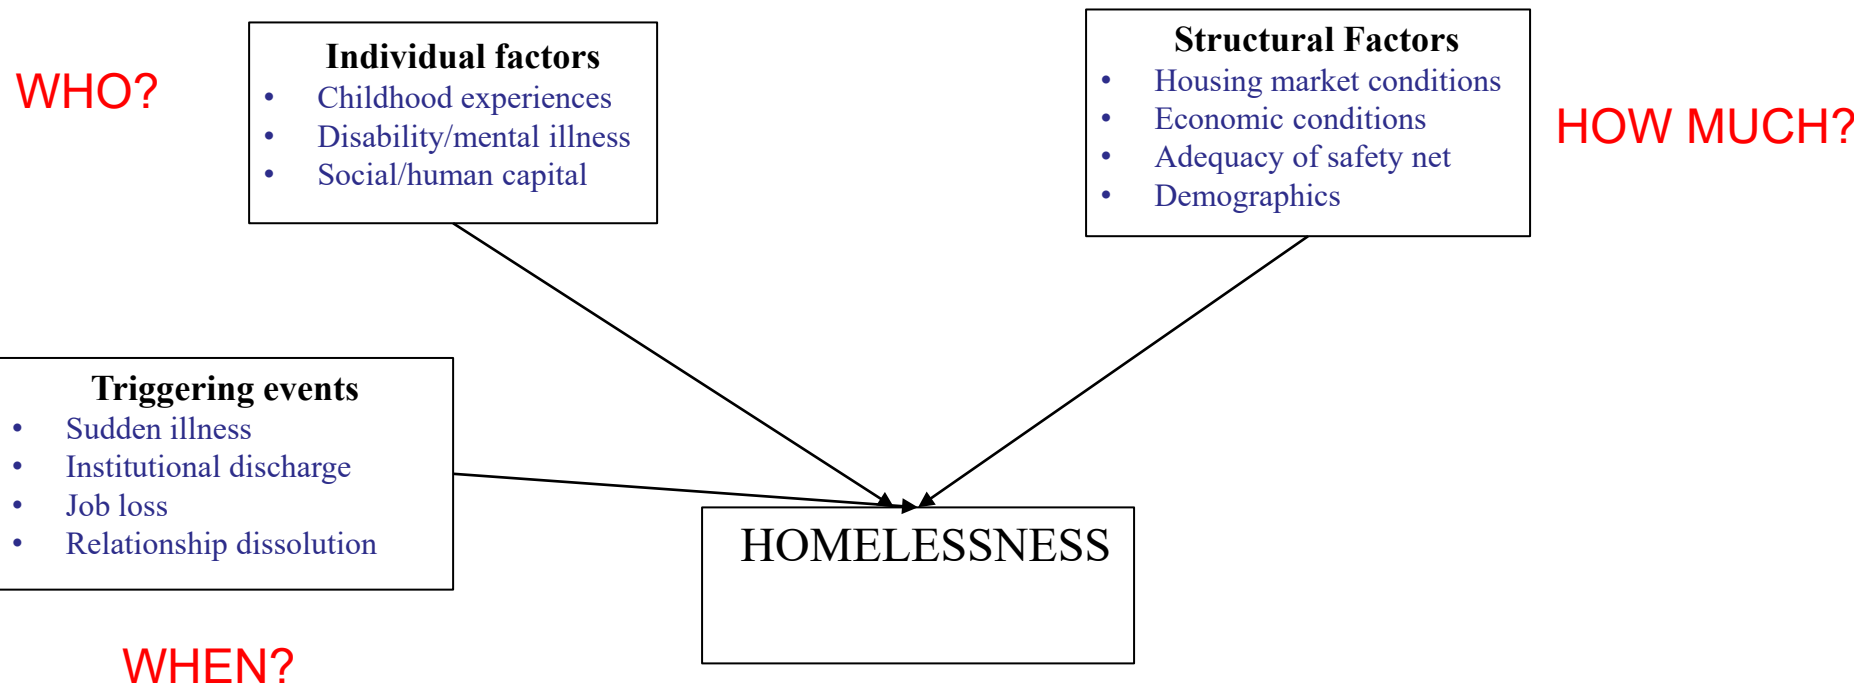 WHO?
Individual factors
• Childhood experiences
• Disability/mental illness
• Social/human capital
Structural Factors
• Housing market conditions
• Economic conditions
• Adequacy of safety net
• Demographics
HOW MUCH?
Triggering events
• Sudden illness
• Institutional discharge
• Job loss
• Relationship dissolution
WHEN?
HOMELESSNESS